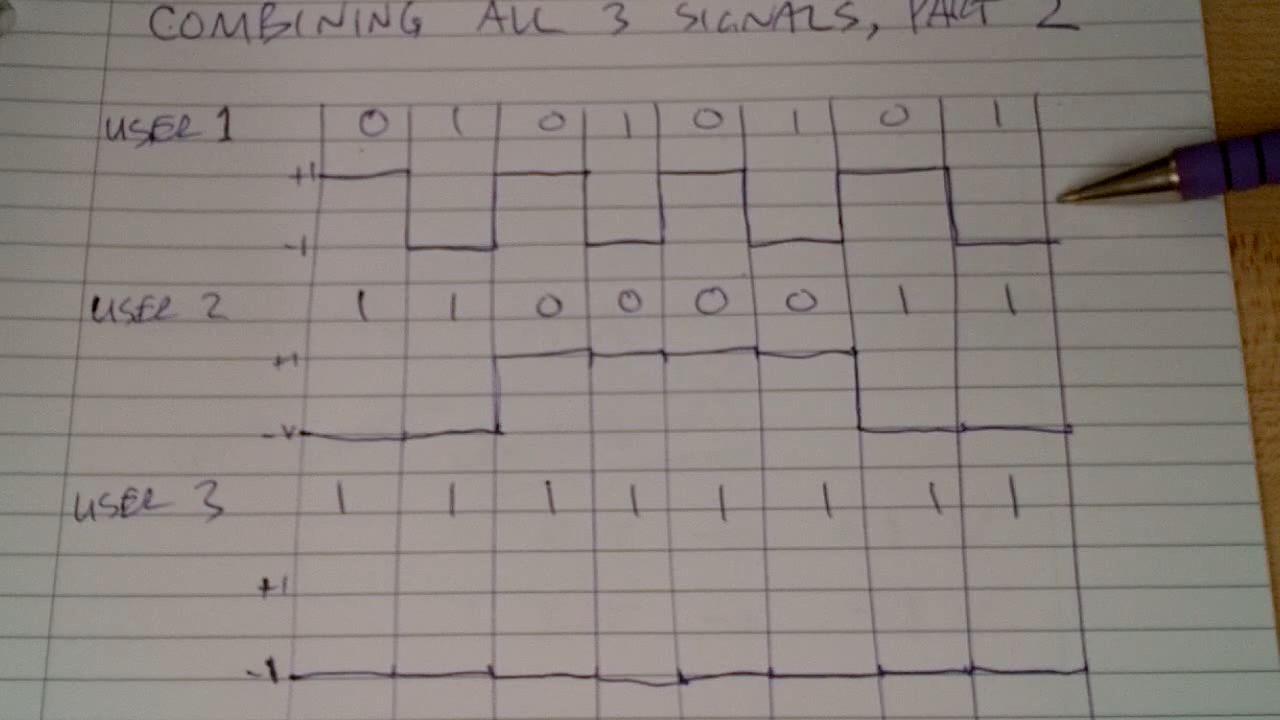 COMBINING ALL 3 SIGNALS, PART 2
USER 1 0 1 0 1 0 1 0 1
+1
-1
USER 2 1 1 0 0 0 0 1 1
+1
USER 3 1 1 1 1 1 1 1 1
+1
-1